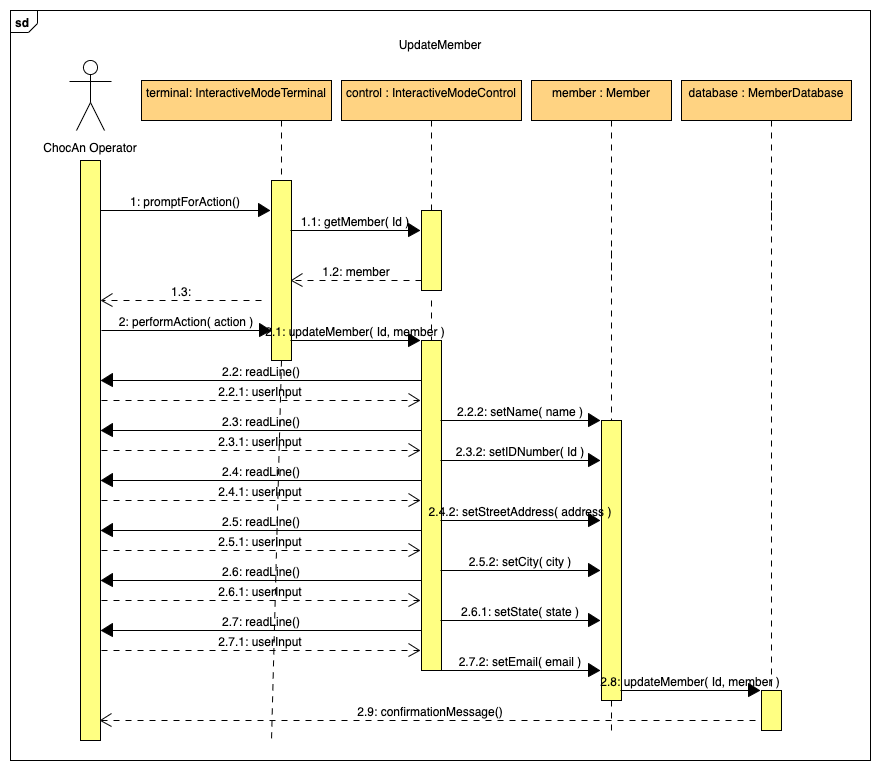 sd
UpdateMember
terminal: InteractiveModeTerminal
control : InteractiveModeControl
member : Member
database : MemberDatabase
ChocAn Operator
1: promptForAction()
1.1: getMember( Id )
1.2: member
1.3:
2: performAction( action )
2.1: updateMember( Id, member )
2.2: readLine()
2.2.1: userInput
2.2.2: setName( name )
2.3: readLine()
2.3.1: userInput
2.3.2: setIDNumber( Id )
2.4: readLine()
2.4.1: userInput
2.4.2: setStreetAddress( address )
2.5: readLine()
2.5.1: userInput
2.5.2: setCity( city )
2.6: readLine()
2.6.1: userInput
2.6.1: setState( state )
2.7: readLine()
2.7.1: userInput
2.7.2: setEmail( email )
2.8: updateMember( Id, member )
2.9: confirmationMessage()